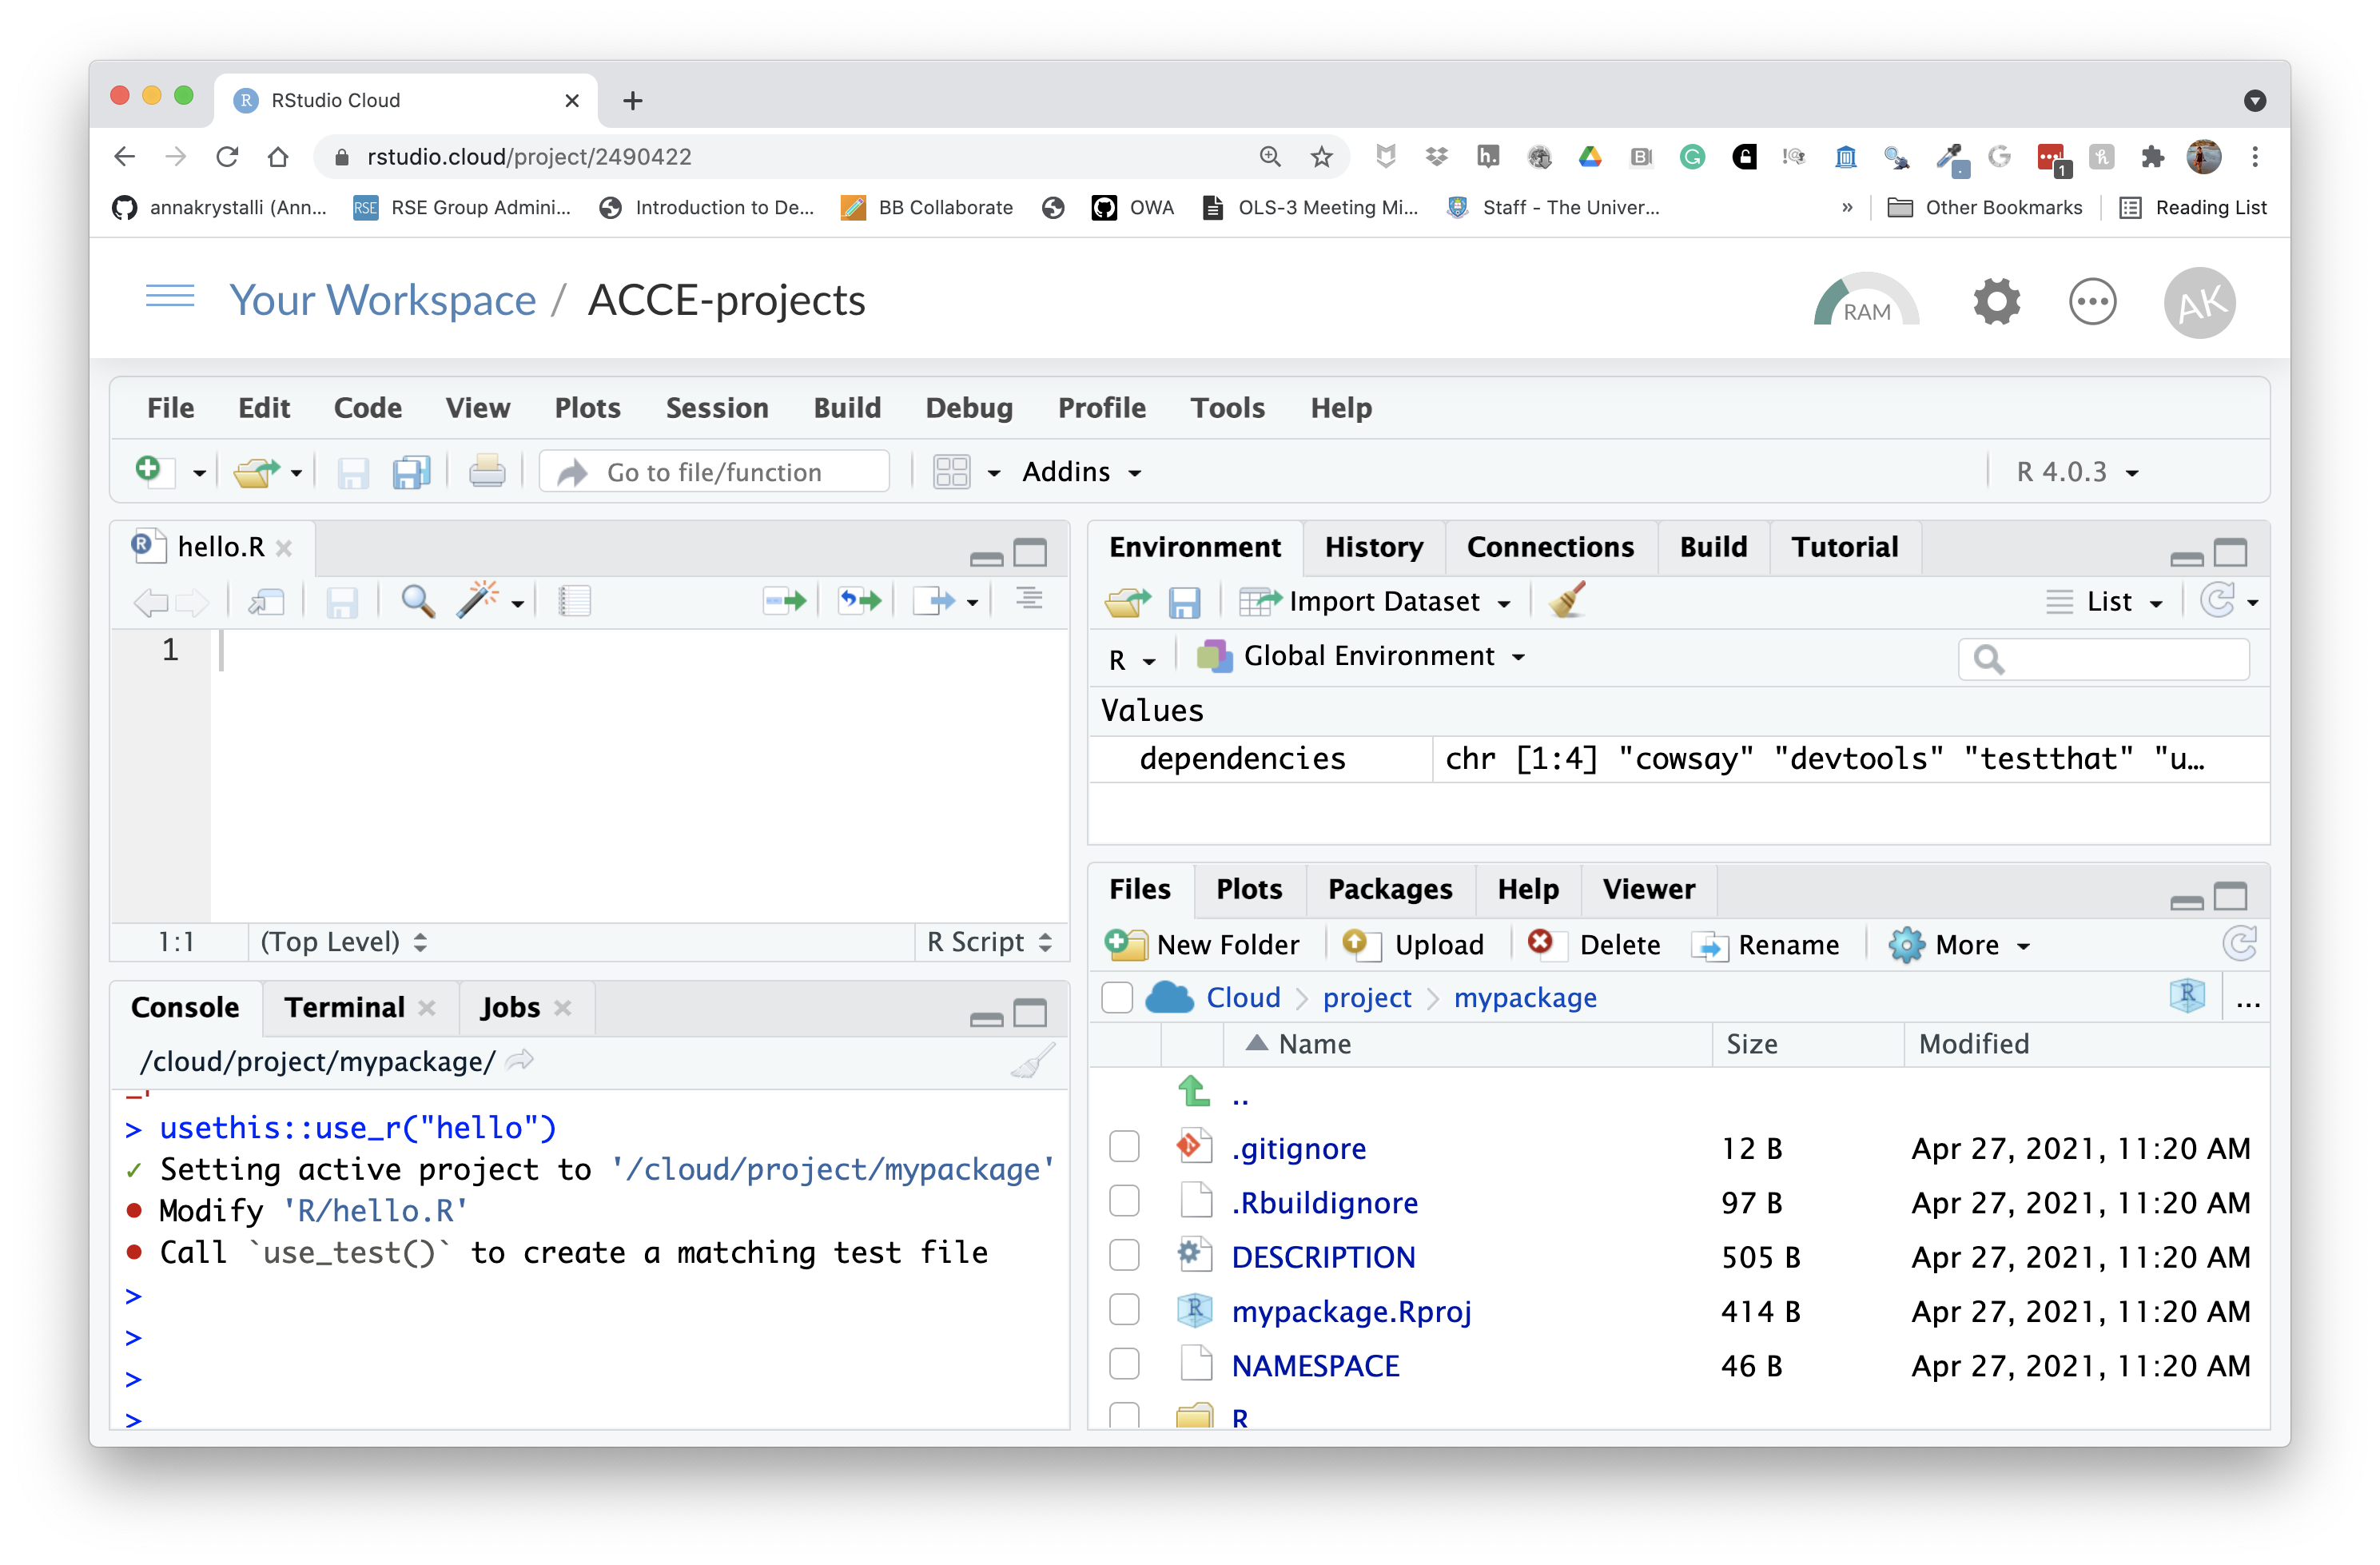 RStudio Cloud
rstudio.cloud/project/2490422
1
annakrystalli (Ann...
RSE
RSE Group Admini...
Introduction to De...
BB Collaborate
OWA
OLS-3 Meeting Mi...
Staff - The Univer...
»
Other Bookmarks
Reading List
Your Workspace / ACCE-projects
RAM
AK
File Edit Code View Plots Session Build Debug Profile Tools Help
Go to file/function
Addins
R 4.0.3
hello.R
1
1:1
(Top Level)
R Script
Console Terminal Jobs
/cloud/project/mypackage/
> usethis::use_r("hello")
✓ Setting active project to '/cloud/project/mypackage'
● Modify 'R/hello.R'
● Call `use_test()` to create a matching test file
>
>
>
>
Environment History Connections Build Tutorial
Import Dataset
List
R
Global Environment
Values
dependencies chr [1:4] "cowsay" "devtools" "testthat" "u...
Files Plots Packages Help Viewer
New Folder Upload Delete Rename More
Cloud > project > mypackage
...
Name Size Modified
..
.gitignore 12 B Apr 27, 2021, 11:20 AM
.Rbuildignore 97 B Apr 27, 2021, 11:20 AM
DESCRIPTION 505 B Apr 27, 2021, 11:20 AM
mypackage.Rproj 414 B Apr 27, 2021, 11:20 AM
NAMESPACE 46 B Apr 27, 2021, 11:20 AM
R